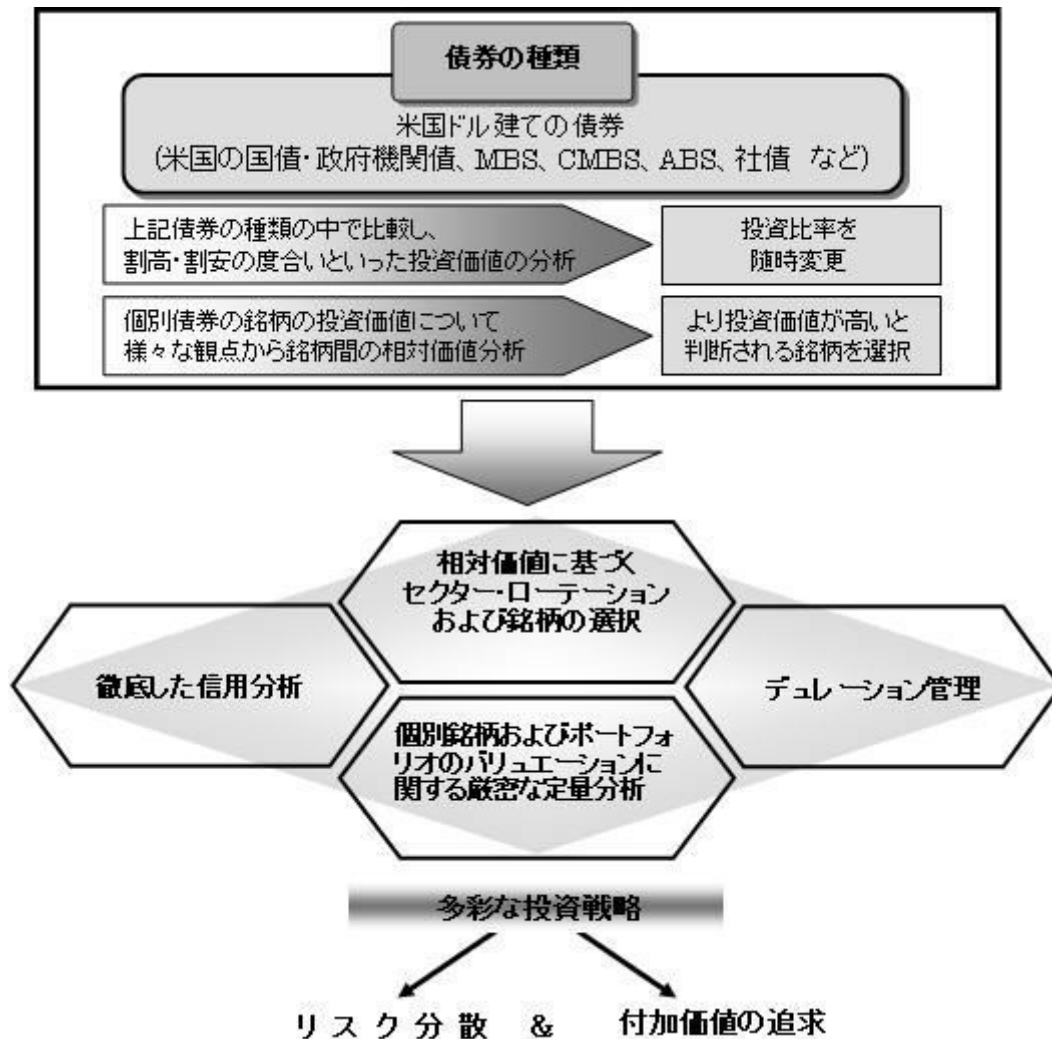 債券の種類
米国ドル建ての債券
(米国の国債・政府機関債、MBS、CMBS、ABS、社債 など)
上記債券の種類の中で比較し、
割高・割安の度合いといった投資価値の分析
投資比率を
随時変更
個別債券の銘柄の投資価値について
様々な観点から銘柄間の相対価値分析
より投資価値が高いと
判断される銘柄を選択
相対価値に基づく
セクター・ローテーション
および銘柄の選択
徹底した信用分析
デュレーション管理
個別銘柄およびポートフォ
リオのバリュエーションに
関する厳密な定量分析
多彩な投資戦略
リスク分散 & 付加価値の追求